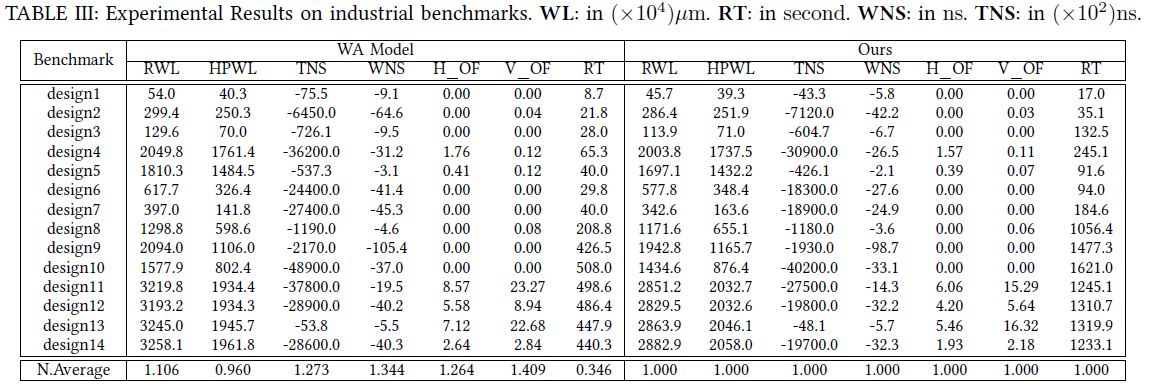 TABLE III: Experimental Results on industrial benchmarks. WL: in (×10⁴)μm. RT: in second. WNS: in ns. TNS: in (×10²)ns.
Benchmark WA Model Ours
RWL HPWL TNS WNS H_OF V_OF RT RWL HPWL TNS WNS H_OF V_OF RT
design1 54.0 40.3 -75.5 -9.1 0.00 0.00 8.7 45.7 39.3 -43.3 -5.8 0.00 0.00 17.0
design2 299.4 250.3 -6450.0 -64.6 0.00 0.04 21.8 286.4 251.9 -7120.0 -42.2 0.00 0.03 35.1
design3 129.6 70.0 -726.1 -9.5 0.00 0.00 28.0 113.9 71.0 -604.7 -6.7 0.00 0.00 132.5
design4 2049.8 1761.4 -36200.0 -31.2 1.76 0.12 65.3 2003.8 1737.5 -30900.0 -26.5 1.57 0.11 245.1
design5 1810.3 1484.5 -537.3 -3.1 0.41 0.12 40.0 1697.1 1432.2 -426.1 -2.1 0.39 0.07 91.6
design6 617.7 326.4 -24400.0 -41.4 0.00 0.00 29.8 577.8 348.4 -18300.0 -27.6 0.00 0.00 94.0
design7 397.0 141.8 -27400.0 -45.3 0.00 0.00 40.0 342.6 163.6 -18900.0 -24.9 0.00 0.00 184.6
design8 1298.8 598.6 -1190.0 -4.6 0.00 0.08 208.8 1171.6 655.1 -1180.0 -3.6 0.00 0.06 1056.4
design9 2094.0 1106.0 -2170.0 -105.4 0.00 0.00 426.5 1942.8 1165.7 -1930.0 -98.7 0.00 0.00 1477.3
design10 1577.9 802.4 -48900.0 -37.0 0.00 0.00 508.0 1434.6 876.4 -40200.0 -33.1 0.00 0.00 1621.0
design11 3219.8 1934.4 -37800.0 -19.5 8.57 23.27 498.6 2851.2 2032.7 -27500.0 -14.3 6.06 15.29 1245.1
design12 3193.2 1934.3 -28900.0 -40.2 5.58 8.94 486.4 2829.5 2032.6 -19800.0 -32.2 4.20 5.64 1310.7
design13 3245.0 1945.7 -53.8 -5.5 7.12 22.68 447.9 2863.9 2046.1 -48.1 -5.7 5.46 16.32 1319.9
design14 3258.1 1961.8 -28600.0 -40.3 2.64 2.84 440.3 2882.9 2058.0 -19700.0 -32.3 1.93 2.18 1233.1
N.Average 1.106 0.960 1.273 1.344 1.264 1.409 0.346 1.000 1.000 1.000 1.000 1.000 1.000 1.000